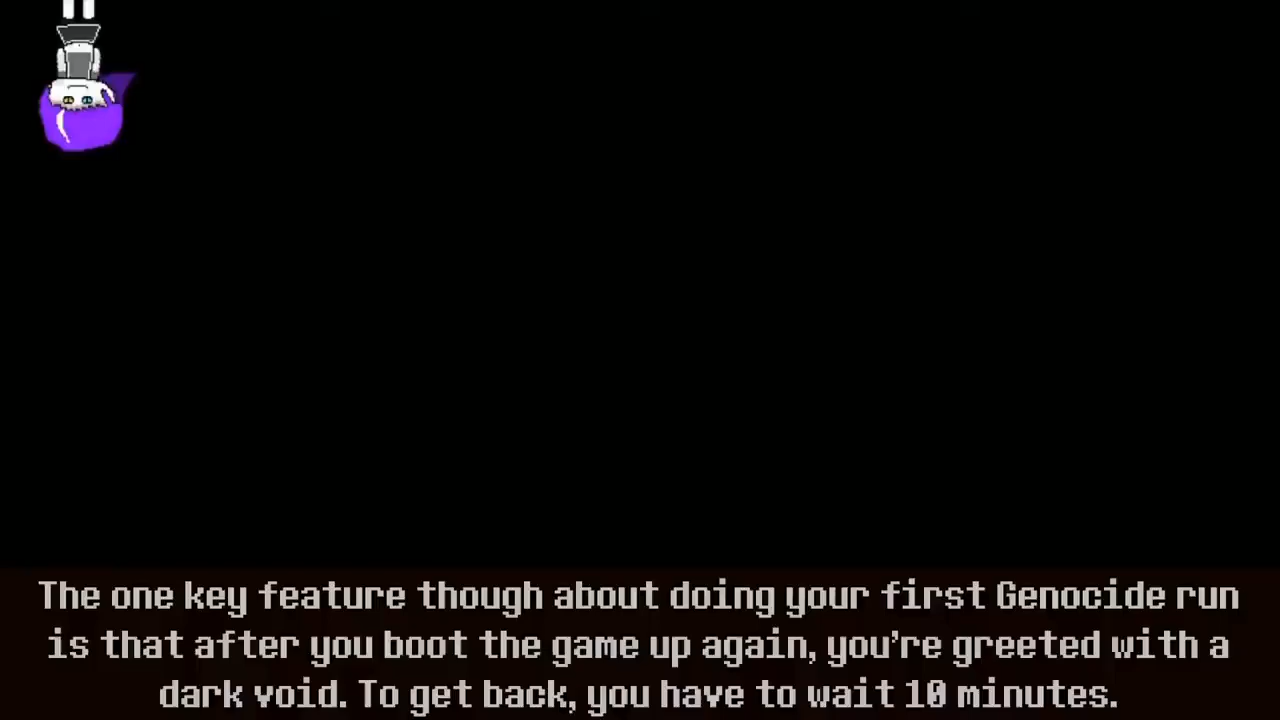 The one key feature though about doing your first Genocide run
is that after you boot the game up again, you're greeted with a
dark void. To get back, you have to wait 10 minutes.